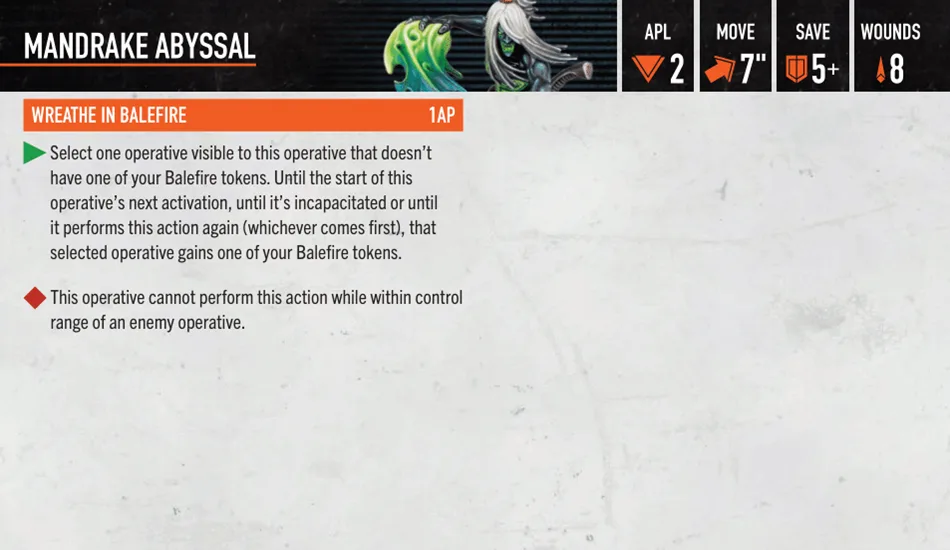 MANDRAKE ABYSSAL
APL
2
MOVE
7"
SAVE
5+
WOUNDS
8
WREATHE IN BALEFIRE 1AP
Select one operative visible to this operative that doesn’t
have one of your Balefire tokens. Until the start of this
operative’s next activation, until it’s incapacitated or until
it performs this action again (whichever comes first), that
selected operative gains one of your Balefire tokens.
This operative cannot perform this action while within control
range of an enemy operative.